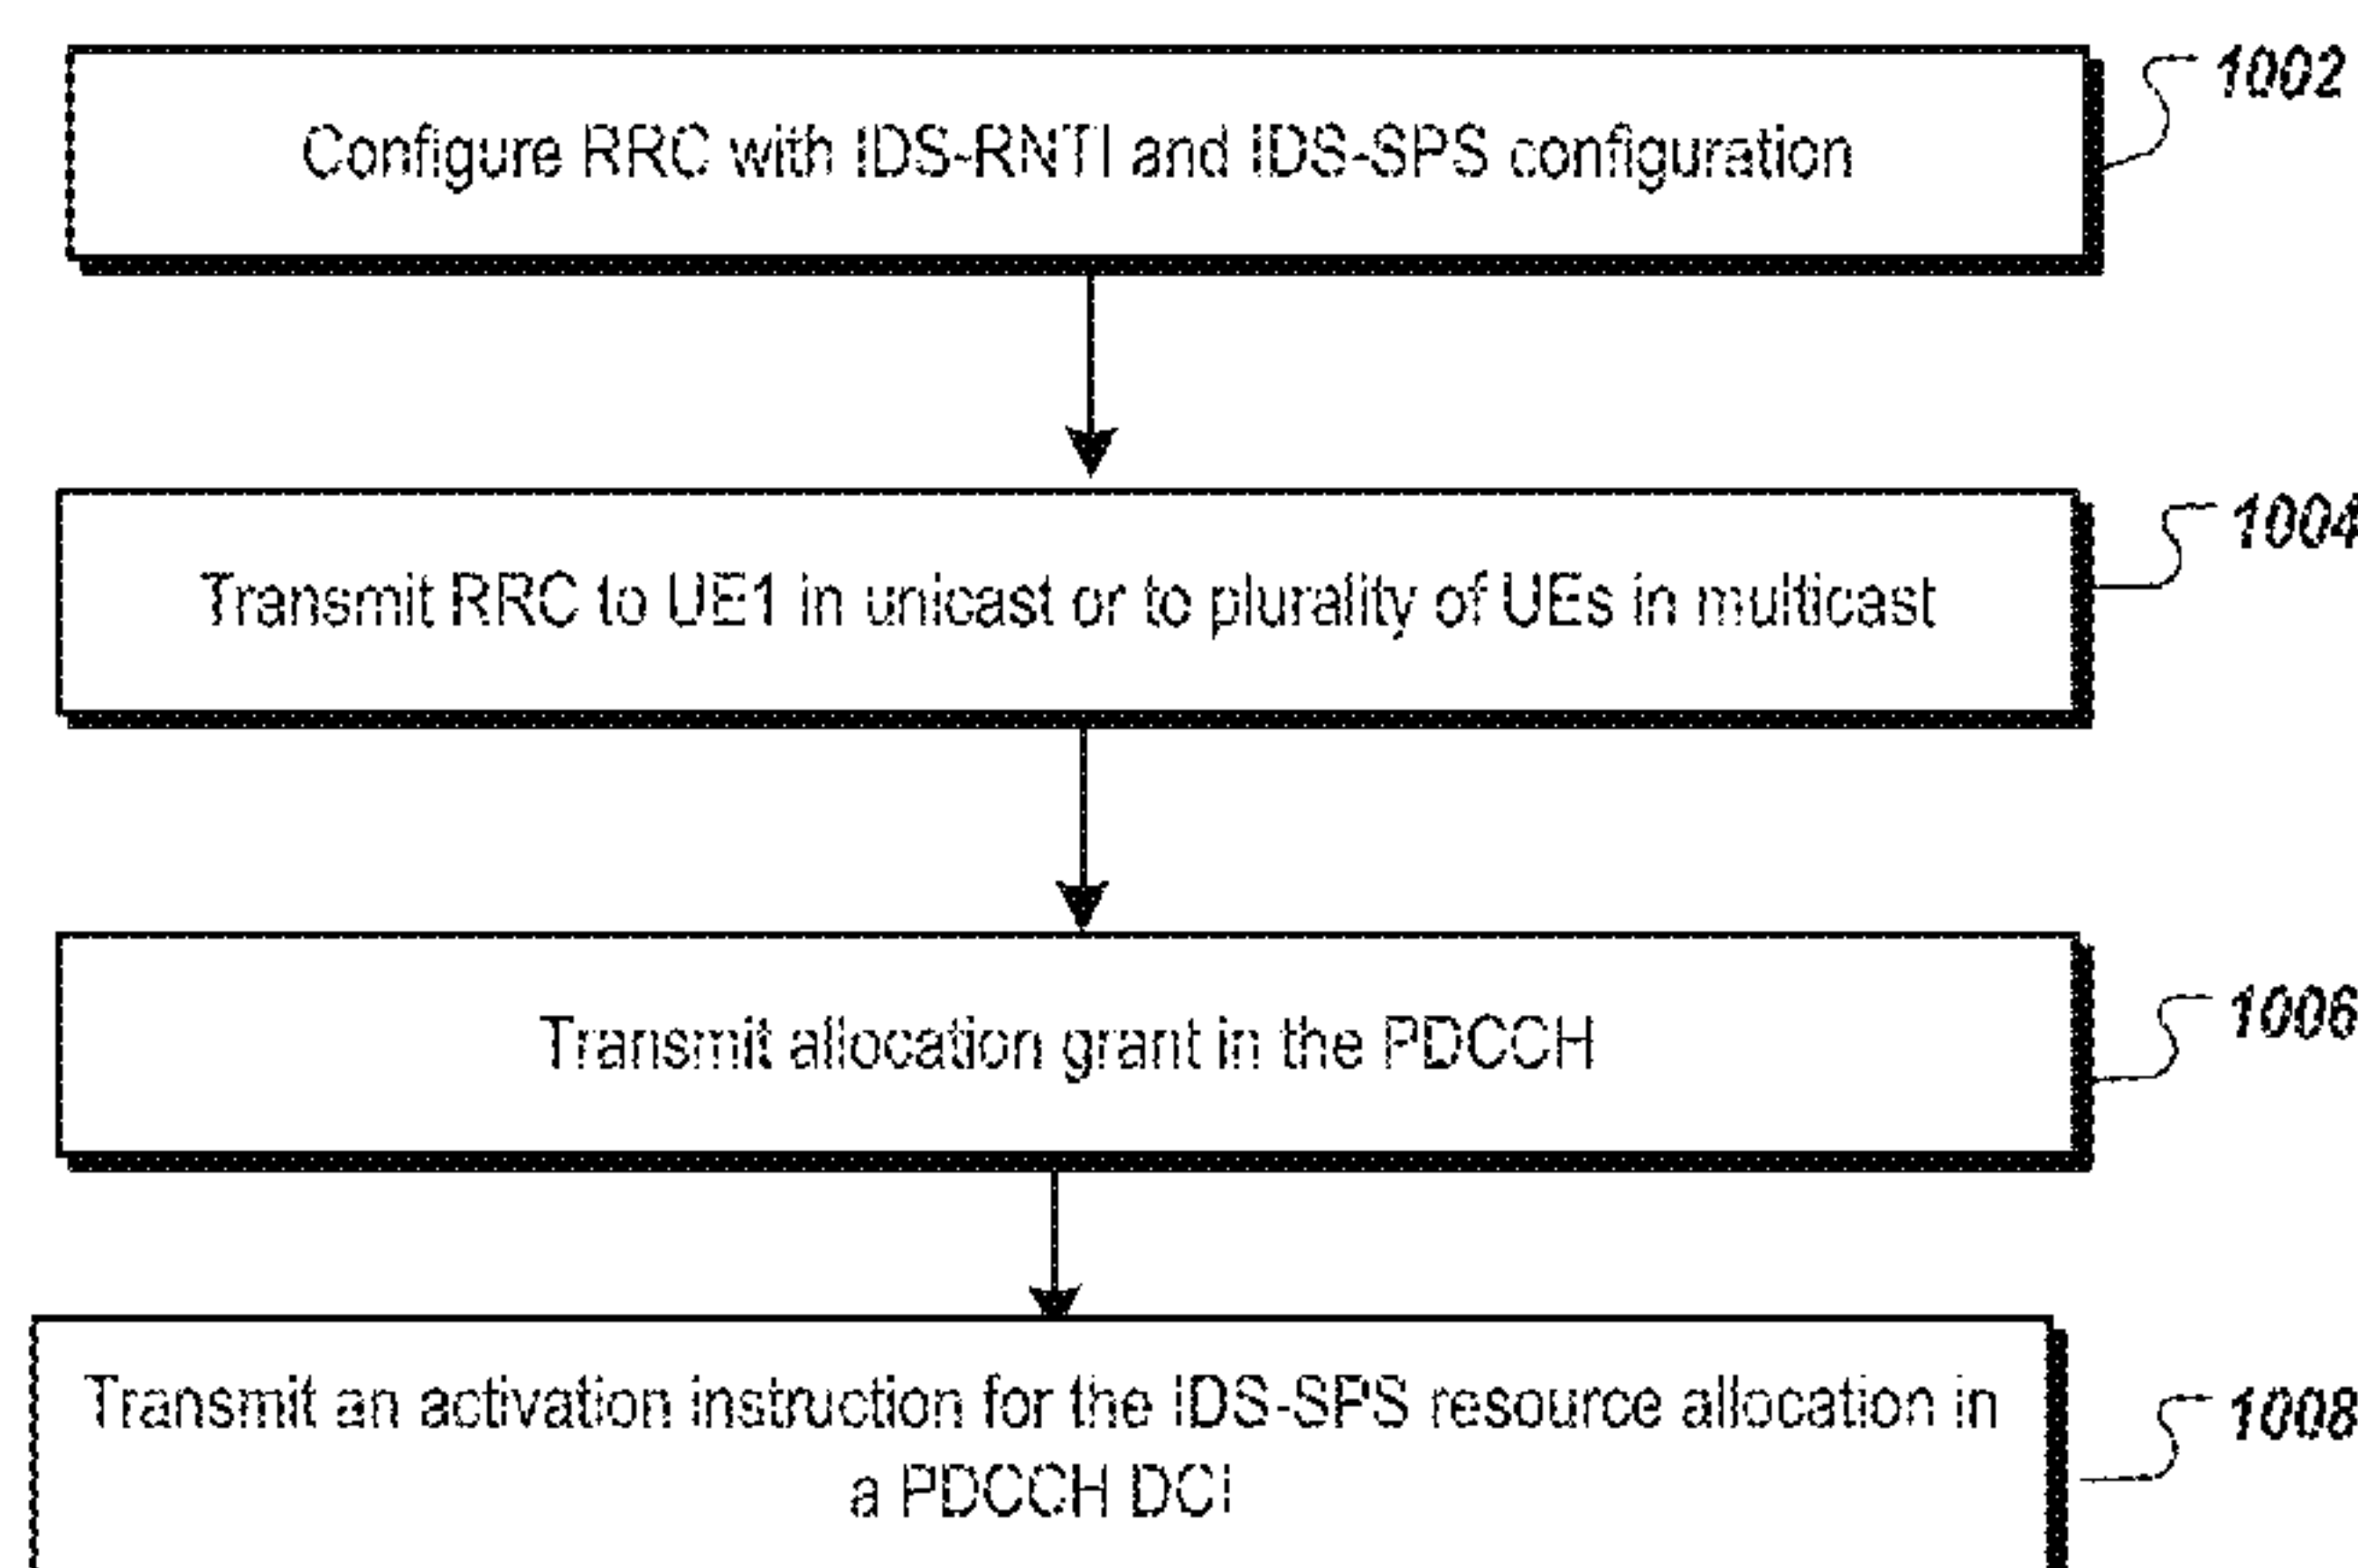 1002
Configure RRC with IDS-RNTI and IDS-SPS configuration
1004
Transmit RRC to UE1 in unicast or to plurality of UEs in multicast
1006
Transmit allocation grant in the PDCCH
1008
Transmit an activation instruction for the IDS-SPS resource allocation in
a PDCCH DCI